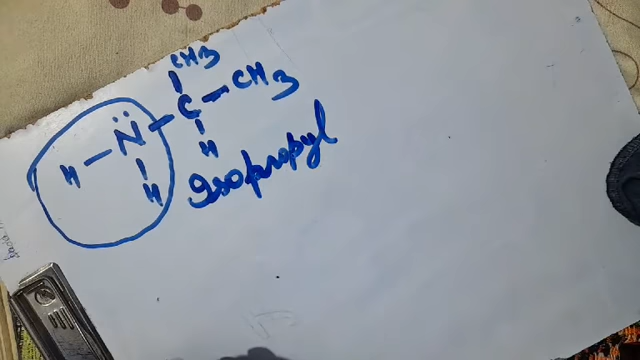 CH3
C – CH3
H – N̈ –
H
H
Isopropyl